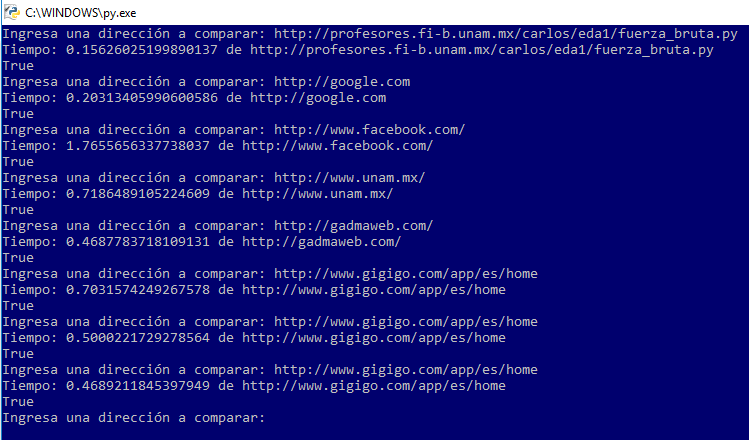 C:\WINDOWS\py.exe
Ingresa una dirección a comparar: http://profesores.fi-b.unam.mx/carlos/eda1/fuerza_bruta.py
Tiempo: 0.15626025199890137 de http://profesores.fi-b.unam.mx/carlos/eda1/fuerza_bruta.py
True
Ingresa una dirección a comparar: http://google.com
Tiempo: 0.20313405990600586 de http://google.com
True
Ingresa una dirección a comparar: http://www.facebook.com/
Tiempo: 1.7655656337738037 de http://www.facebook.com/
True
Ingresa una dirección a comparar: http://www.unam.mx/
Tiempo: 0.7186489105224609 de http://www.unam.mx/
True
Ingresa una dirección a comparar: http://gadmaweb.com/
Tiempo: 0.4687783718109131 de http://gadmaweb.com/
True
Ingresa una dirección a comparar: http://www.gigigo.com/app/es/home
Tiempo: 0.7031574249267578 de http://www.gigigo.com/app/es/home
True
Ingresa una dirección a comparar: http://www.gigigo.com/app/es/home
Tiempo: 0.5000221729278564 de http://www.gigigo.com/app/es/home
True
Ingresa una dirección a comparar: http://www.gigigo.com/app/es/home
Tiempo: 0.4689211845397949 de http://www.gigigo.com/app/es/home
True
Ingresa una dirección a comparar: